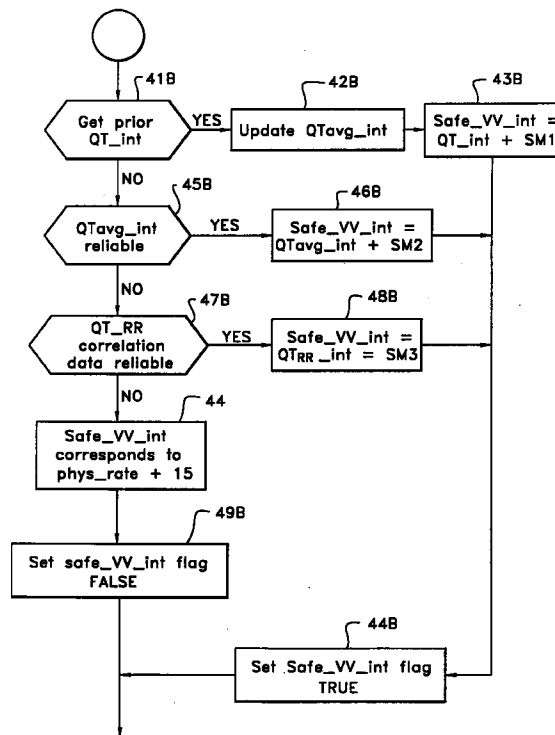 41B
Get prior
QT_int
YES
42B
Update QTavg_int
43B
Safe_VV_int =
QT_int + SM1
NO
45B
QTavg_int
reliable
YES
46B
Safe_VV_int =
QTavg_int + SM2
NO
47B
QT_RR
correlation
data reliable
YES
48B
Safe_VV_int =
QTRR_int = SM3
NO
44
Safe_VV_int
corresponds to
phys_rate + 15
49B
Set safe_VV_int flag
FALSE
44B
Set Safe_VV_int flag
TRUE